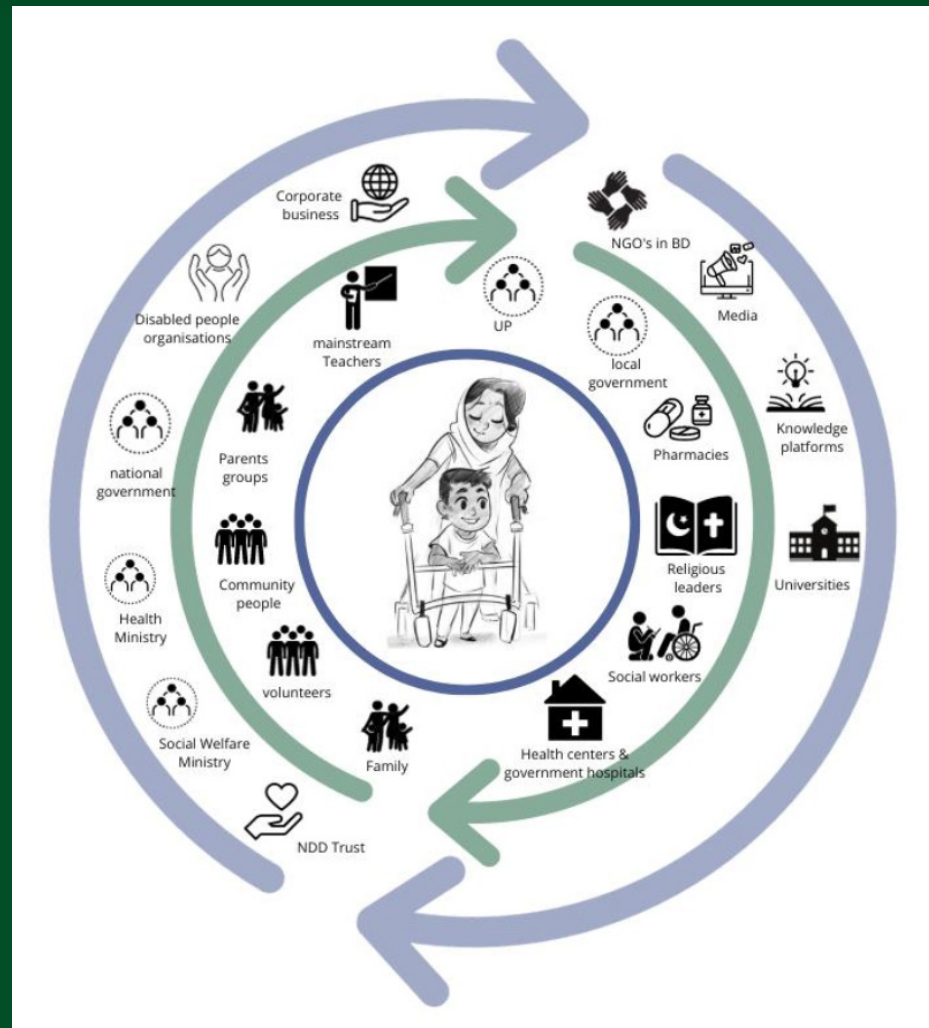 Corporate
business
NGO's in BD
Disabled people
organisations
Media
mainstream
Teachers
UP
local
government
Knowledge
platforms
national
government
Parents
groups
Pharmacies
Universities
Health
Ministry
Community
people
Religious
leaders
Social Welfare
Ministry
volunteers
Social workers
Family
Health centers &
government hospitals
NDD Trust